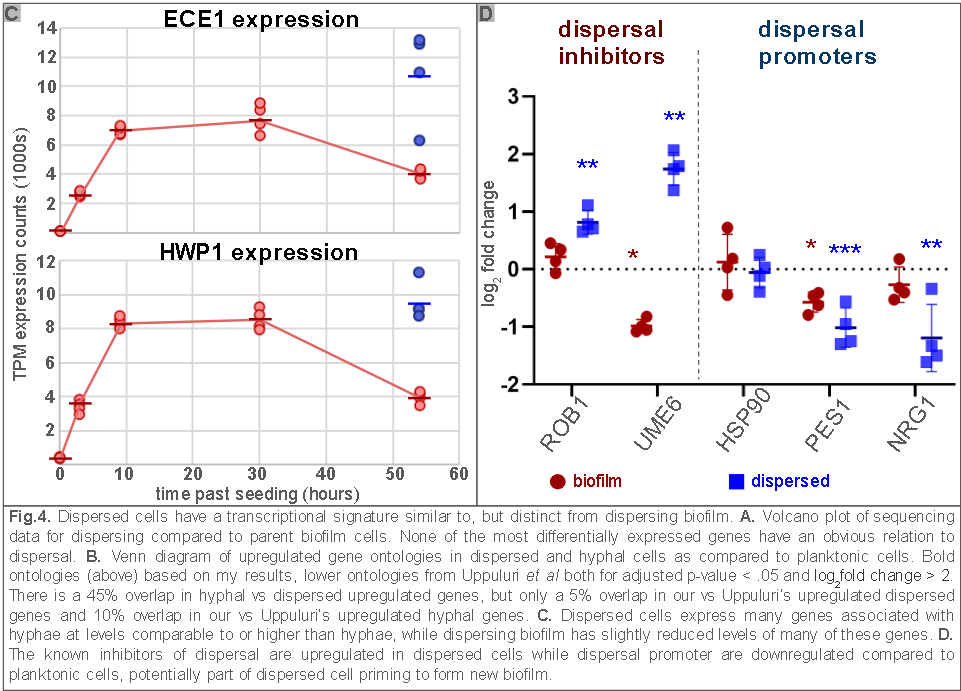 C
ECE1 expression
14
12
10
8
6
4
2
HWP1 expression
12
10
8
6
4
2
0
0 10 20 30 40 50 60
time past seeding (hours)
TPM expression counts (1000s)
D
dispersal inhibitors
dispersal promoters
3
2
1
0
-1
-2
log2 fold change
**
*
**
*
***
**
ROB1
UME6
HSP90
PES1
NRG1
biofilm
dispersed
Fig.4. Dispersed cells have a transcriptional signature similar to, but distinct from dispersing biofilm. A. Volcano plot of sequencing
data for dispersing compared to parent biofilm cells. None of the most differentially expressed genes have an obvious relation to
dispersal. B. Venn diagram of upregulated gene ontologies in dispersed and hyphal cells as compared to planktonic cells. Bold
ontologies (above) based on my results, lower ontologies from Uppuluri et al both for adjusted p-value < .05 and log2fold change > 2.
There is a 45% overlap in hyphal vs dispersed upregulated genes, but only a 5% overlap in our vs Uppuluri's upregulated dispersed
genes and 10% overlap in our vs Uppuluri's upregulated hyphal genes. C. Dispersed cells express many genes associated with
hyphae at levels comparable to or higher than hyphae, while dispersing biofilm has slightly reduced levels of many of these genes. D.
The known inhibitors of dispersal are upregulated in dispersed cells while dispersal promoter are downregulated compared to
planktonic cells, potentially part of dispersed cell priming to form new biofilm.